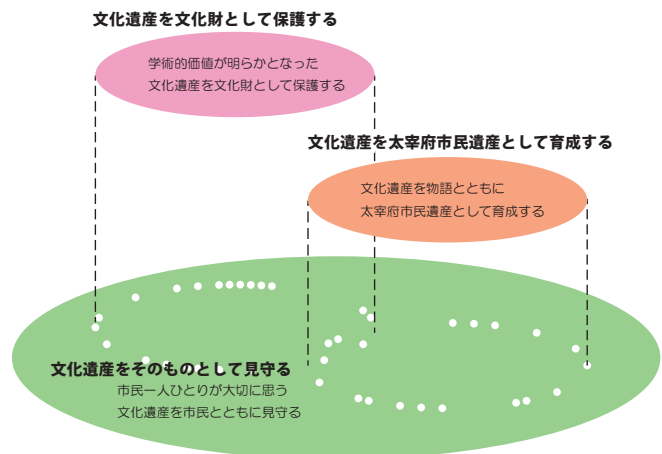 文化遺産を文化財として保護する
学術的価値が明らかとなった
文化遺産を文化財として保護する
文化遺産を太宰府市民遺産として育成する
文化遺産を物語とともに
太宰府市民遺産として育成する
文化遺産をそのものとして見守る
市民一人ひとりが大切に思う
文化遺産を市民とともに見守る